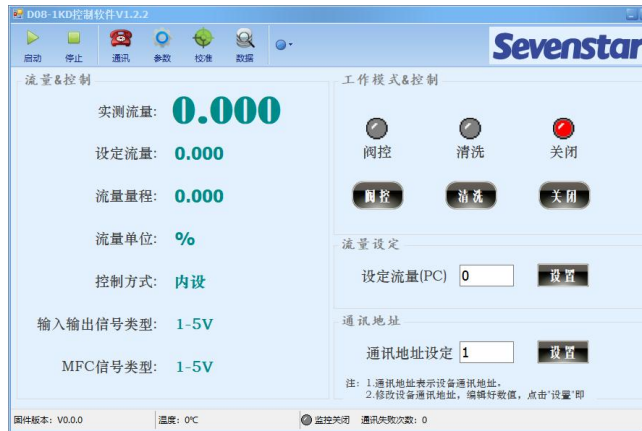 D08-1KD控制软件V1.2.2
启动 停止 通讯 参数 校准 数据
Sevenstar
流量&控制
实测流量: 0.000
设定流量: 0.000
流量量程: 0.000
流量单位: %
控制方式: 内设
输入输出信号类型: 1-5V
MFC信号类型: 1-5V
工作模式&控制
阀控 清洗 关闭
阀控 清洗 关闭
流量设定
设定流量(PC) 0 设置
通讯地址
通讯地址设定 1 设置
注: 1.通讯地址表示设备通讯地址。
2.修改设备通讯地址, 编辑好数值, 点击'设置'即
固件版本: V0.0.0 温度: 0℃ 监控关闭 通讯失败次数: 0